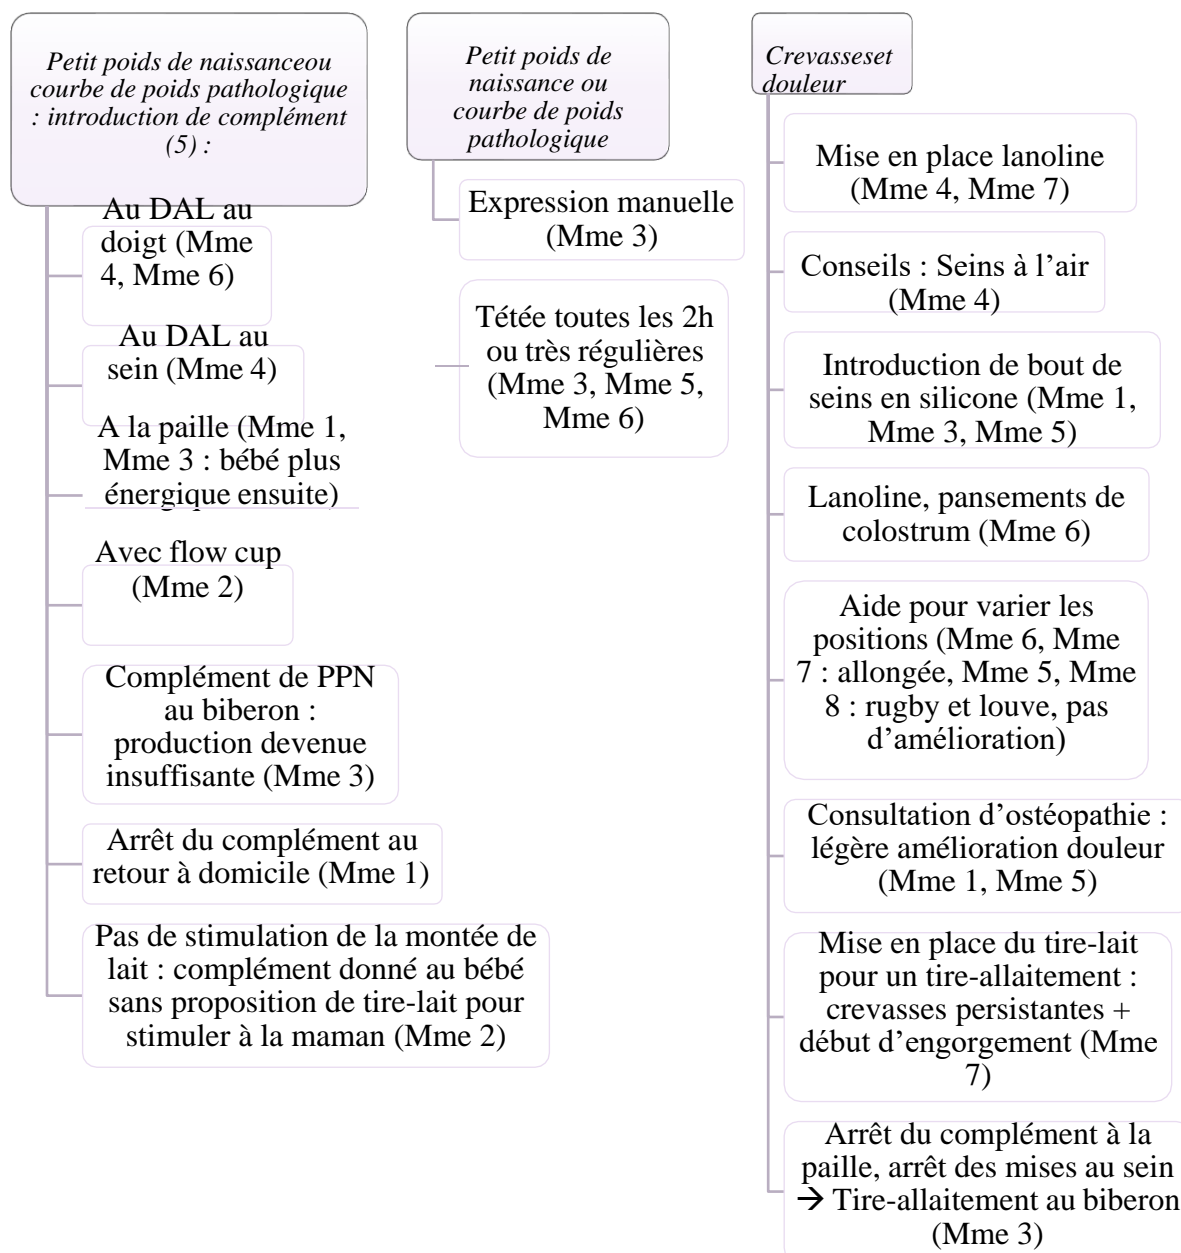 Petit poids de naissanceou
courbe de poids pathologique
: introduction de complément
(5) :
Au DAL au
doigt (Mme
4, Mme 6)
Au DAL au
sein (Mme 4)
A la paille (Mme 1,
Mme 3 : bébé plus
énergique ensuite)
Avec flow cup
(Mme 2)
Complément de PPN
au biberon :
production devenue
insuffisante (Mme 3)
Arrêt du complément au
retour à domicile (Mme 1)
Pas de stimulation de la montée de
lait : complément donné au bébé
sans proposition de tire-lait pour
stimuler à la maman (Mme 2)
Petit poids de
naissance ou
courbe de poids
pathologique
Expression manuelle
(Mme 3)
Tétée toutes les 2h
ou très régulières
(Mme 3, Mme 5,
Mme 6)
Crevasseset
douleur
Mise en place lanoline
(Mme 4, Mme 7)
Conseils : Seins à l’air
(Mme 4)
Introduction de bout de
seins en silicone (Mme 1,
Mme 3, Mme 5)
Lanoline, pansements de
colostrum (Mme 6)
Aide pour varier les
positions (Mme 6, Mme
7 : allongée, Mme 5, Mme
8 : rugby et louve, pas
d’amélioration)
Consultation d’ostéopathie :
légère amélioration douleur
(Mme 1, Mme 5)
Mise en place du tire-lait
pour un tire-allaitement :
crevasses persistantes +
début d’engorgement (Mme
7)
Arrêt du complément à la
paille, arrêt des mises au sein
→ Tire-allaitement au biberon
(Mme 3)